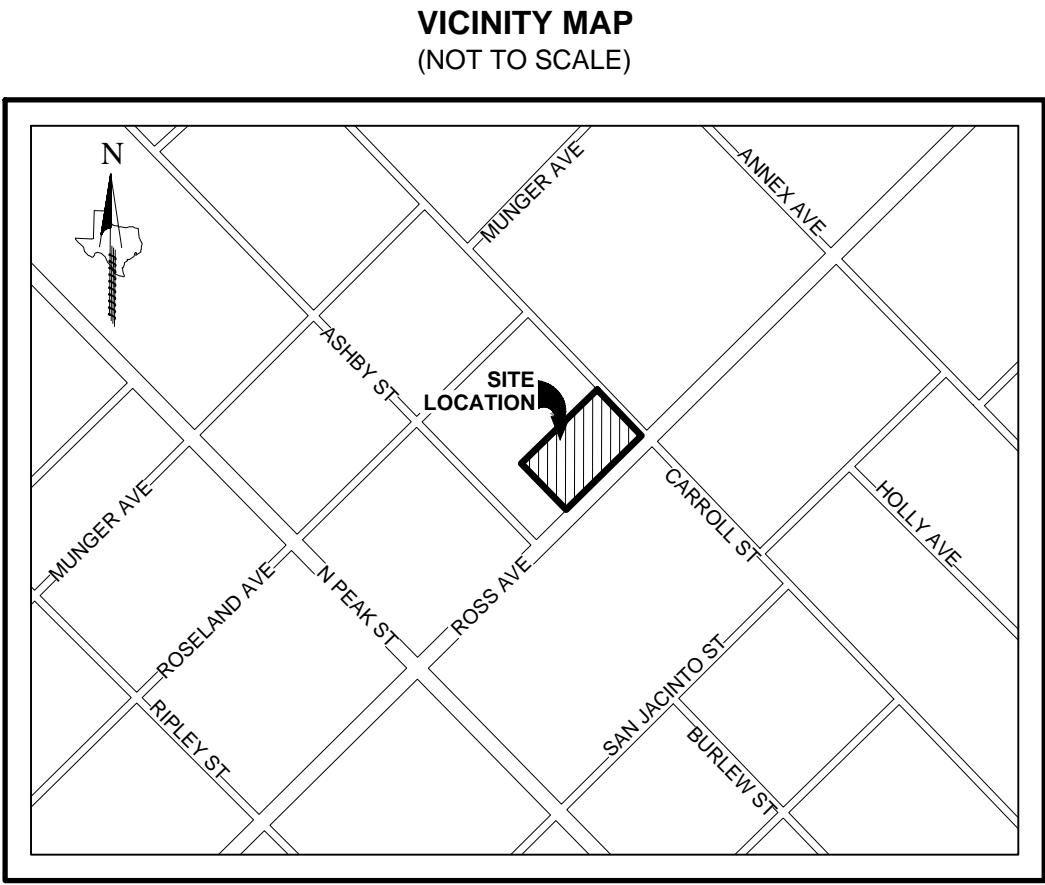 VICINITY MAP
(NOT TO SCALE)
N
MUNGER AVE
ANNEX AVE
ASHBY ST
SITE
LOCATION
CARROLL ST
HOLLY AVE
MUNGER AVE
ROSELAND AVE
N PEAK ST
ROSS AVE
SAN JACINTO ST
RIPLEY ST
BURLEW ST